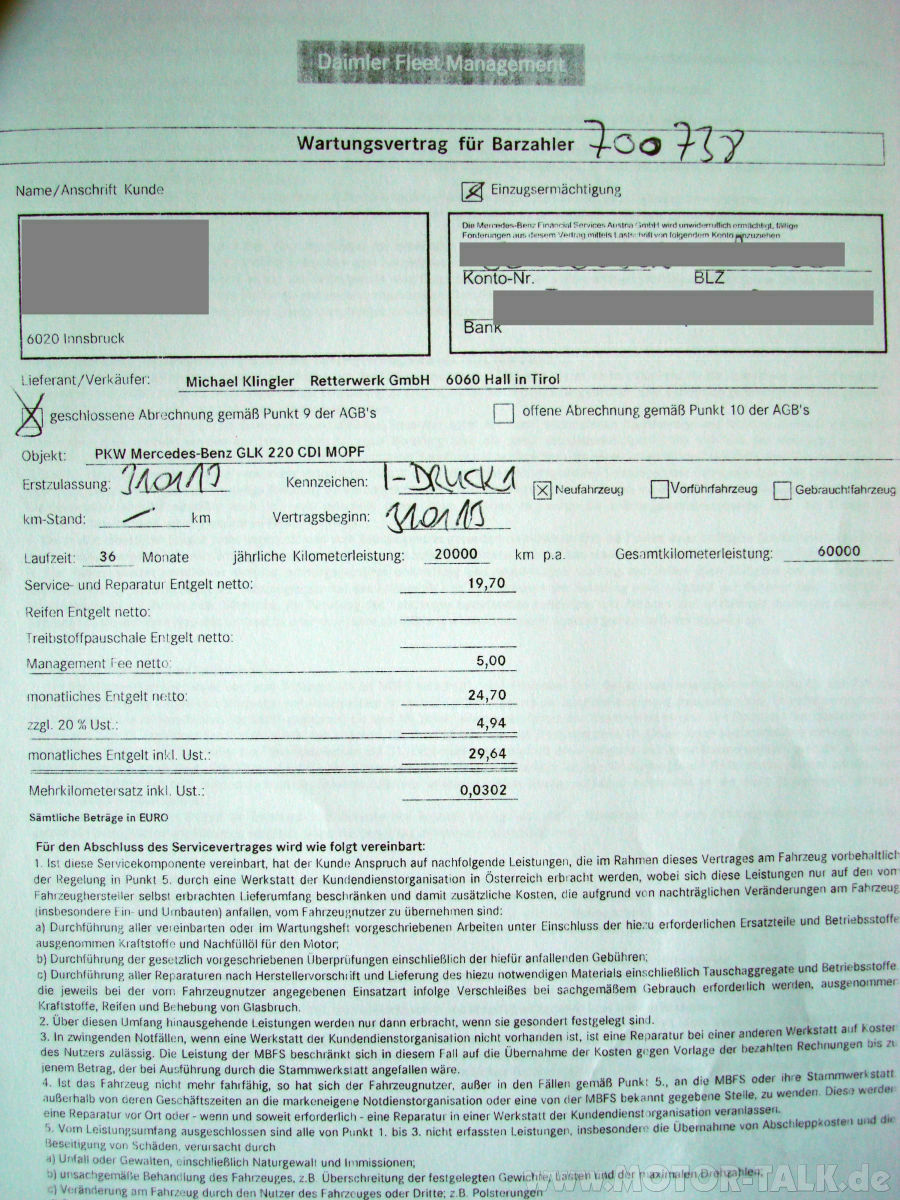 Daimler Fleet Management
Wartungsvertrag für Barzahler 700738
Name/Anschrift Kunde
Einzugsermächtigung
Die Mercedes-Benz Financial Services Austria GmbH wird unwiderruflich ermächtigt, fällige
Forderungen aus diesem Vertrag mittels Lastschrift von folgendem Konto einzuziehen
Konto-Nr. BLZ
Bank
6020 Innsbruck
Lieferant/Verkäufer: Michael Klingler Retterwerk GmbH 6060 Hall in Tirol
geschlossene Abrechnung gemäß Punkt 9 der AGB's offene Abrechnung gemäß Punkt 10 der AGB's
Objekt: PKW Mercedes-Benz GLK 220 CDI MOPF
Erstzulassung: Kennzeichen: I-DRUCK1 Neufahrzeug Vorführfahrzeug Gebrauchtfahrzeug
km-Stand: — km Vertragsbeginn:
Laufzeit: 36 Monate jährliche Kilometerleistung: 20000 km p.a. Gesamtkilometerleistung: 60000
Service- und Reparatur Entgelt netto: 19,70
Reifen Entgelt netto:
Treibstoffpauschale Entgelt netto:
Management Fee netto: 5,00
monatliches Entgelt netto: 24,70
zzgl. 20 % Ust.: 4,94
monatliches Entgelt inkl. Ust.: 29,64
Mehrkilometersatz inkl. Ust.: 0,0302
Sämtliche Beträge in EURO
Für den Abschluss des Servicevertrages wird wie folgt vereinbart:
1. Ist diese Servicekomponente vereinbart, hat der Kunde Anspruch auf nachfolgende Leistungen, die im Rahmen dieses Vertrages am Fahrzeug vorbehaltlich
der Regelung in Punkt 5. durch eine Werkstatt der Kundendienstorganisation in Österreich erbracht werden, wobei sich diese Leistungen nur auf den vom
Fahrzeughersteller selbst erbrachten Lieferumfang beschränken und damit zusätzliche Kosten, die aufgrund von nachträglichen Veränderungen am Fahrzeug
(insbesondere Ein- und Umbauten) anfallen, vom Fahrzeugnutzer zu übernehmen sind:
a) Durchführung aller vereinbarten oder im Wartungsheft vorgeschriebenen Arbeiten unter Einschluss der hiezu erforderlichen Ersatzteile und Betriebsstoffe
ausgenommen Kraftstoffe und Nachfüllöl für den Motor;
b) Durchführung der gesetzlich vorgeschriebenen Überprüfungen einschließlich der hiefür anfallenden Gebühren;
c) Durchführung aller Reparaturen nach Herstellervorschrift und Lieferung des hiezu notwendigen Materials einschließlich Tauschaggregate und Betriebsstoffe
die jeweils bei der vom Fahrzeugnutzer angegebenen Einsatzart infolge Verschleißes bei sachgemäßem Gebrauch erforderlich werden, ausgenommen
Kraftstoffe, Reifen und Behebung von Glasbruch.
2. Über diesen Umfang hinausgehende Leistungen werden nur dann erbracht, wenn sie gesondert festgelegt sind.
3. In zwingenden Notfällen, wenn eine Werkstatt der Kundendienstorganisation nicht vorhanden ist, ist eine Reparatur bei einer anderen Werkstatt auf Kosten
des Nutzers zulässig. Die Leistung der MBFS beschränkt sich in diesem Fall auf die Übernahme der Kosten gegen Vorlage der bezahlten Rechnungen bis zu
jenem Betrag, der bei Ausführung durch die Stammwerkstatt angefallen wäre.
4. Ist das Fahrzeug nicht mehr fahrfähig, so hat sich der Fahrzeugnutzer, außer in den Fällen gemäß Punkt 5., an die MBFS oder ihre Stammwerkstatt
außerhalb von deren Geschäftszeiten an die markeneigene Notdienstorganisation oder eine von der MBFS bekannt gegebene Stelle, zu wenden. Diese werden
eine Reparatur vor Ort oder - wenn und soweit erforderlich - eine Reparatur in einer Werkstatt der Kundendienstorganisation veranlassen.
5. Vom Leistungsumfang ausgeschlossen sind alle von Punkt 1. bis 3. nicht erfassten Leistungen, insbesondere die Übernahme von Abschleppkosten und die
Beseitigung von Schäden, verursacht durch
a) Unfall oder Gewalten, einschließlich Naturgewalt und Immissionen;
b) unsachgemäße Behandlung des Fahrzeuges, z.B. Überschreitung der festgelegten Gewichte, Lasten und der maximalen Drehzahlen;
c) Veränderung am Fahrzeug durch den Nutzer des Fahrzeuges oder Dritte; z.B. Polsterungen
www.MOTOR-TALK.de